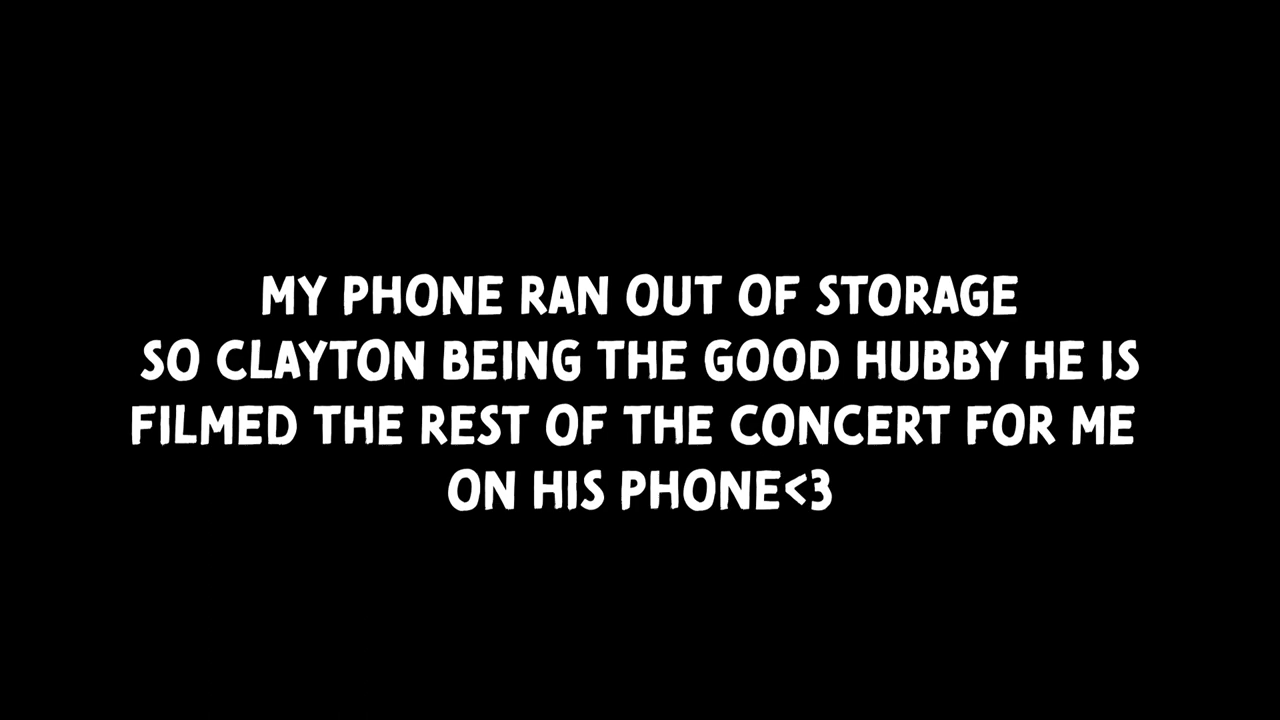 MY PHONE RAN OUT OF STORAGE
SO CLAYTON BEING THE GOOD HUBBY HE IS
FILMED THE REST OF THE CONCERT FOR ME
ON HIS PHONE<3